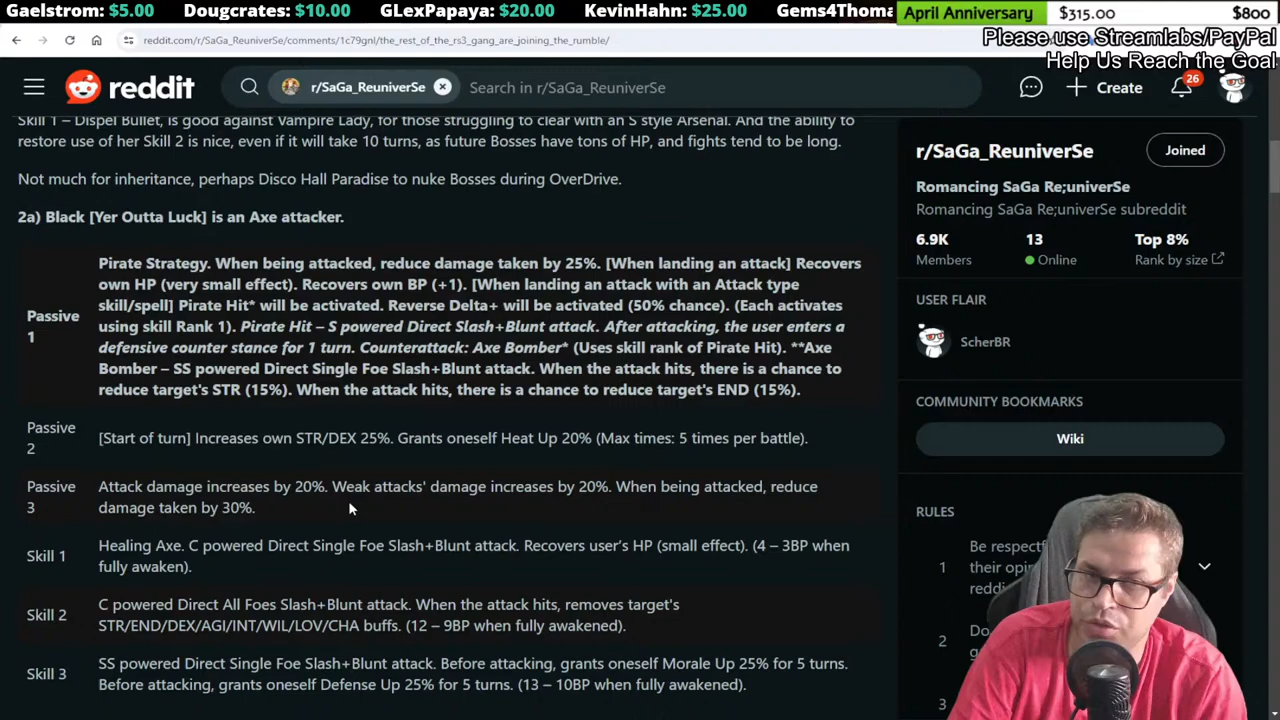 Gaelstrom: $5.00 Dougcrates: $10.00 GLexPapaya: $20.00 KevinHahn: $25.00 Gems4Thoma
April Anniversary $315.00 $800
Please use Streamlabs/PayPal
Help Us Reach the Goal
reddit.com/r/SaGa_ReuniverSe/comments/1c79gnl/the_rest_of_the_rs3_gang_are_joining_the_rumble/
reddit r/SaGa_ReuniverSe Search in r/SaGa_ReuniverSe Create 26
Skill 1 – Dispel Bullet, is good against Vampire Lady, for those struggling to clear with an S style Arsenal. And the ability to
restore use of her Skill 2 is nice, even if it will take 10 turns, as future Bosses have tons of HP, and fights tend to be long.
Not much for inheritance, perhaps Disco Hall Paradise to nuke Bosses during OverDrive.
2a) Black [Yer Outta Luck] is an Axe attacker.
Passive 1
Pirate Strategy. When being attacked, reduce damage taken by 25%. [When landing an attack] Recovers
own HP (very small effect). Recovers own BP (+1). [When landing an attack with an Attack type
skill/spell] Pirate Hit* will be activated. Reverse Delta+ will be activated (50% chance). (Each activates
using skill Rank 1). Pirate Hit – S powered Direct Slash+Blunt attack. After attacking, the user enters a
defensive counter stance for 1 turn. Counterattack: Axe Bomber* (Uses skill rank of Pirate Hit). **Axe
Bomber – SS powered Direct Single Foe Slash+Blunt attack. When the attack hits, there is a chance to
reduce target's STR (15%). When the attack hits, there is a chance to reduce target's END (15%).
Passive 2
[Start of turn] Increases own STR/DEX 25%. Grants oneself Heat Up 20% (Max times: 5 times per battle).
Passive 3
Attack damage increases by 20%. Weak attacks' damage increases by 20%. When being attacked, reduce
damage taken by 30%.
Skill 1
Healing Axe. C powered Direct Single Foe Slash+Blunt attack. Recovers user's HP (small effect). (4 – 3BP when
fully awaken).
Skill 2
C powered Direct All Foes Slash+Blunt attack. When the attack hits, removes target's
STR/END/DEX/AGI/INT/WIL/LOV/CHA buffs. (12 – 9BP when fully awakened).
Skill 3
SS powered Direct Single Foe Slash+Blunt attack. Before attacking, grants oneself Morale Up 25% for 5 turns.
Before attacking, grants oneself Defense Up 25% for 5 turns. (13 – 10BP when fully awakened).
r/SaGa_ReuniverSe Joined
Romancing SaGa Re;univerSe
Romancing SaGa Re;univerSe subreddit
6.9K 13 Top 8%
Members Online Rank by size
USER FLAIR
ScherBR
COMMUNITY BOOKMARKS
Wiki
RULES
1 Be respect
their opi
reddi
2 Do
3